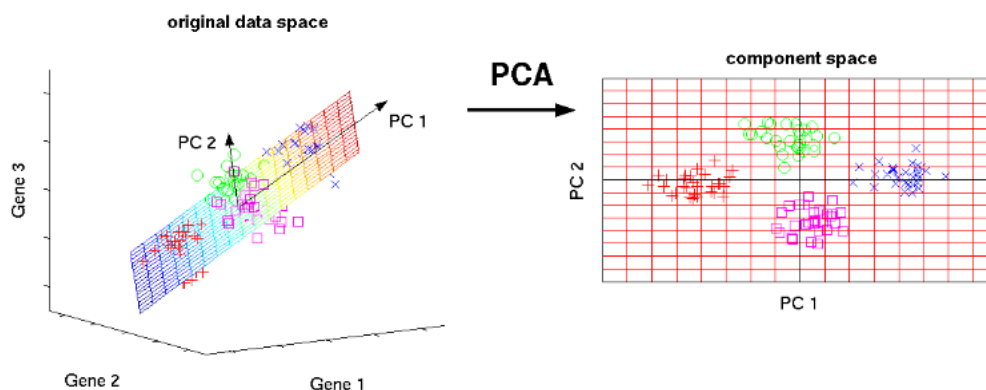 original data space
PC 1
PC 2
Gene 3
Gene 2
Gene 1
PCA
component space
PC 2
PC 1